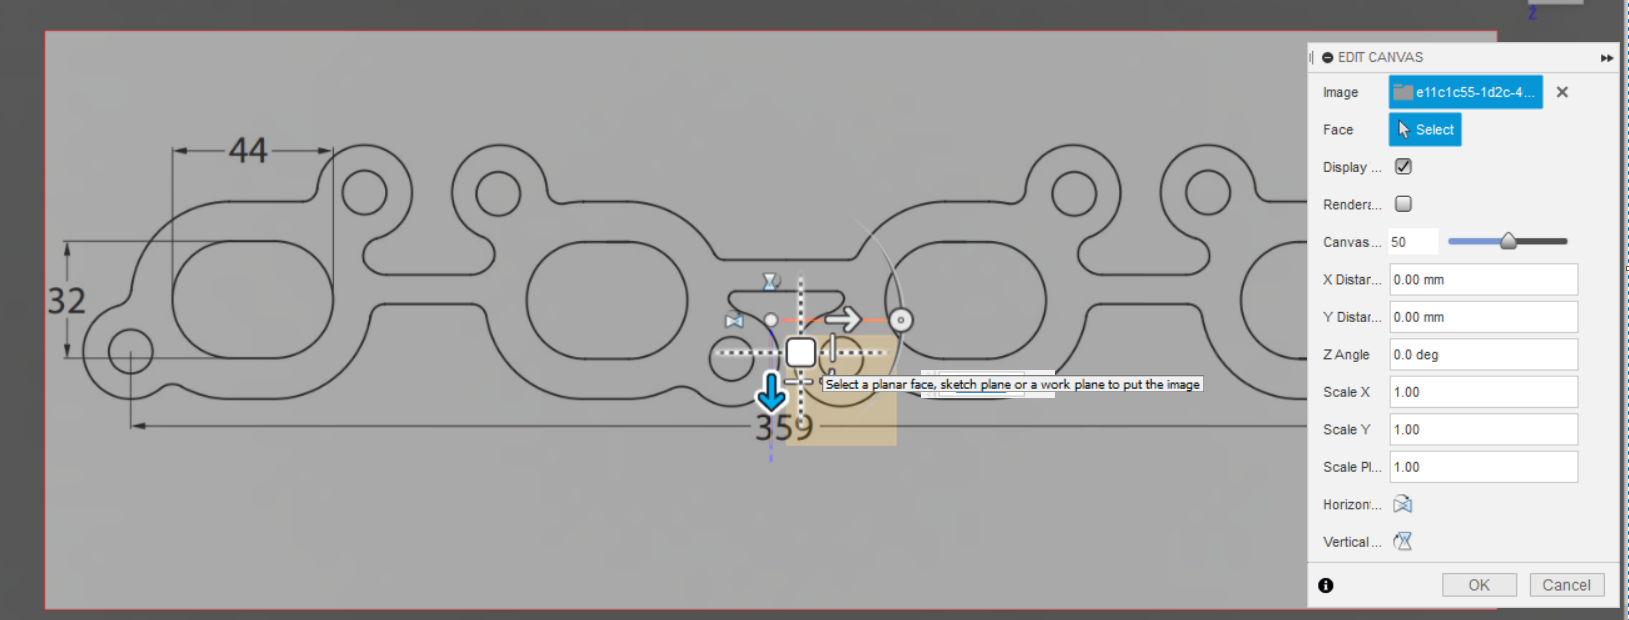 2
EDIT CANVAS
Image e11c1c55-1d2c-4...
Face Select
Display ...
Rendera...
Canvas... 50
X Distar... 0.00 mm
Y Distar... 0.00 mm
Z Angle 0.0 deg
Scale X 1.00
Scale Y 1.00
Scale Pl... 1.00
Horizon...
Vertical ...
OK Cancel
44
32
Select a planar face, sketch plane or a work plane to put the image
359